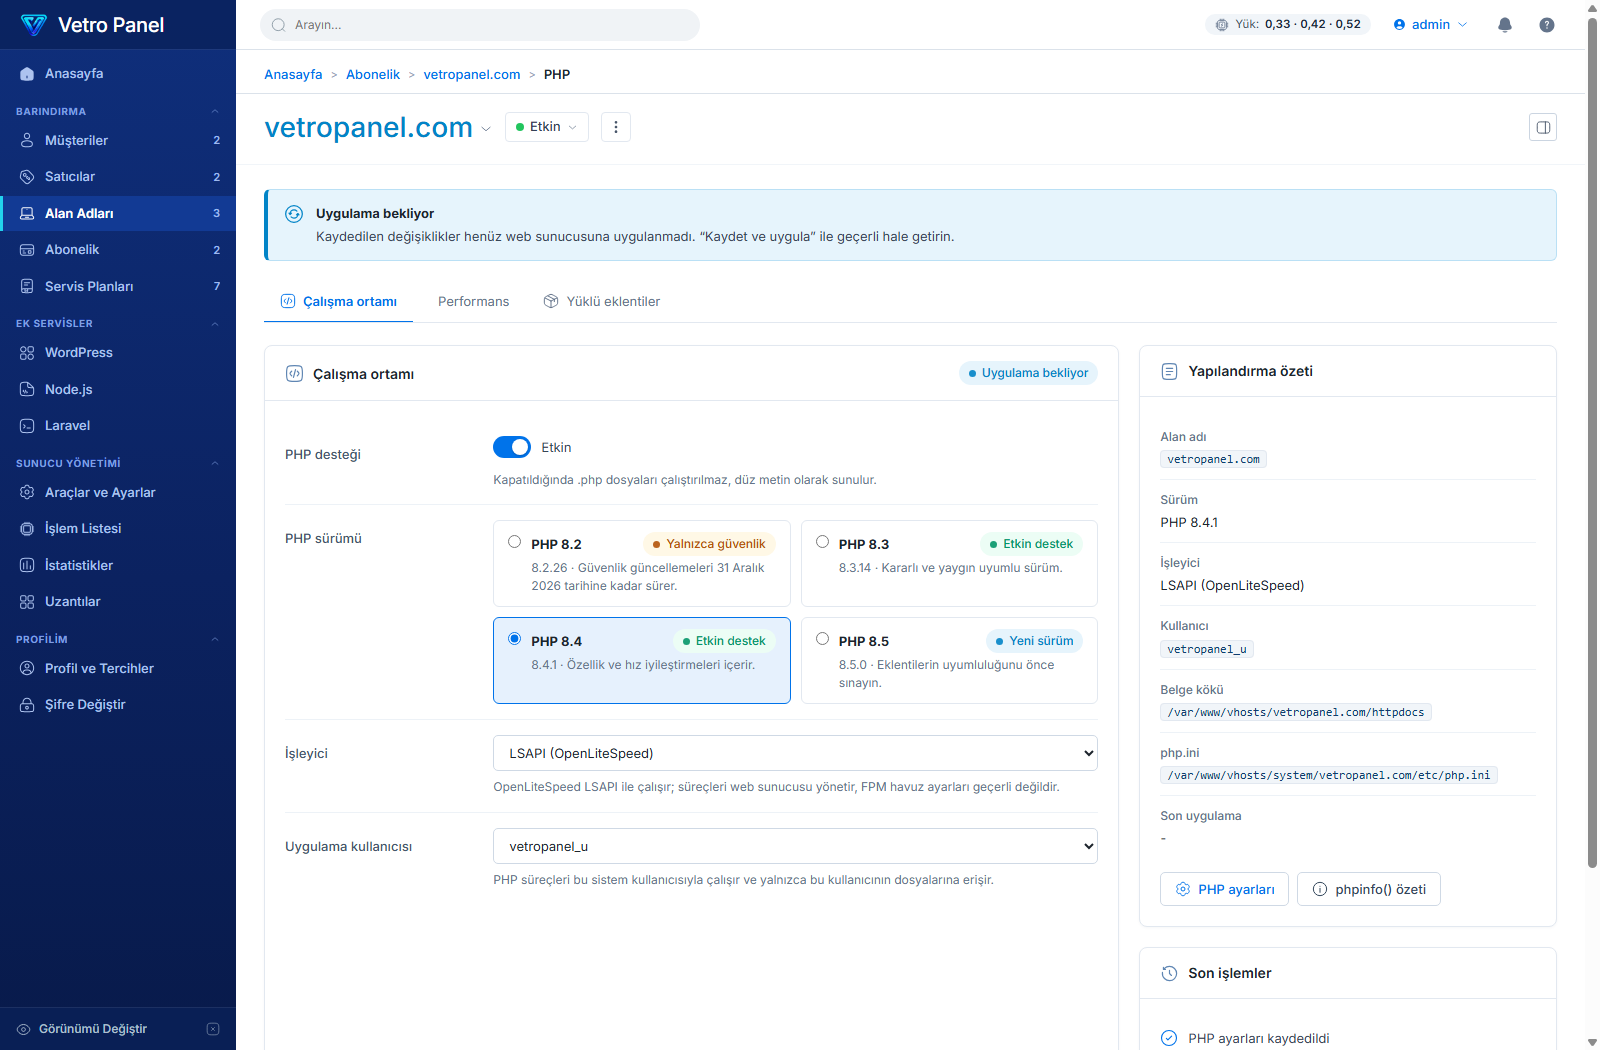 Vetro Panel
Arayın...
Yük: 0,33 · 0,42 · 0,52
admin
Anasayfa
BARINDIRMA
Müşteriler 2
Satıcılar 2
Alan Adları 3
Abonelik 2
Servis Planları 7
EK SERVİSLER
WordPress
Node.js
Laravel
SUNUCU YÖNETİMİ
Araçlar ve Ayarlar
İşlem Listesi
İstatistikler
Uzantılar
PROFİLİM
Profil ve Tercihler
Şifre Değiştir
Görünümü Değiştir
Anasayfa > Abonelik > vetropanel.com > PHP
vetropanel.com
Etkin
Uygulama bekliyor
Kaydedilen değişiklikler henüz web sunucusuna uygulanmadı. “Kaydet ve uygula” ile geçerli hale getirin.
Çalışma ortamı
Performans
Yüklü eklentiler
Çalışma ortamı
Uygulama bekliyor
PHP desteği
Etkin
Kapatıldığında .php dosyaları çalıştırılmaz, düz metin olarak sunulur.
PHP sürümü
PHP 8.2
Yalnızca güvenlik
8.2.26 · Güvenlik güncellemeleri 31 Aralık
2026 tarihine kadar sürer.
PHP 8.3
Etkin destek
8.3.14 · Kararlı ve yaygın uyumlu sürüm.
PHP 8.4
Etkin destek
8.4.1 · Özellik ve hız iyileştirmeleri içerir.
PHP 8.5
Yeni sürüm
8.5.0 · Eklentilerin uyumluluğunu önce
sınayın.
İşleyici
LSAPI (OpenLiteSpeed)
OpenLiteSpeed LSAPI ile çalışır; süreçleri web sunucusu yönetir, FPM havuz ayarları geçerli değildir.
Uygulama kullanıcısı
vetropanel_u
PHP süreçleri bu sistem kullanıcısıyla çalışır ve yalnızca bu kullanıcının dosyalarına erişir.
Yapılandırma özeti
Alan adı
vetropanel.com
Sürüm
PHP 8.4.1
İşleyici
LSAPI (OpenLiteSpeed)
Kullanıcı
vetropanel_u
Belge kökü
/var/www/vhosts/vetropanel.com/httpdocs
php.ini
/var/www/vhosts/system/vetropanel.com/etc/php.ini
Son uygulama
-
PHP ayarları
phpinfo() özeti
Son işlemler
PHP ayarları kaydedildi